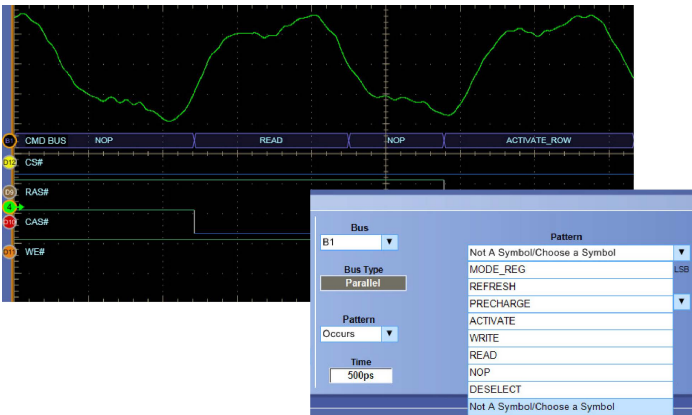 B1 CMD BUS NOP READ NOP ACTIVATE_ROW
D12 CS#
D9 RAS#
4
D10 CAS#
D11 WE#
Bus
B1
Bus Type
Parallel
Pattern
Occurs
Time
500ps
Pattern
Not A Symbol/Choose a Symbol
LSB
MODE_REG
REFRESH
PRECHARGE
ACTIVATE
WRITE
READ
NOP
DESELECT
Not A Symbol/Choose a Symbol